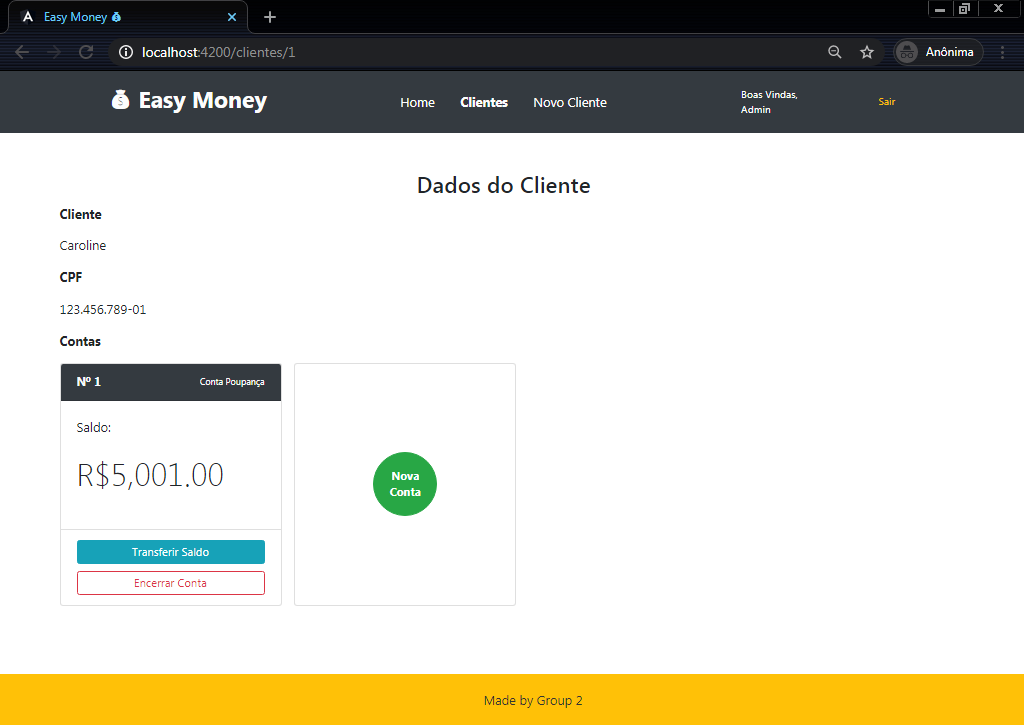 Easy Money
localhost:4200/clientes/1
Anônima
Easy Money
Home
Clientes
Novo Cliente
Boas Vindas,
Admin
Sair
Dados do Cliente
Cliente
Caroline
CPF
123.456.789-01
Contas
Nº 1
Conta Poupança
Saldo:
R$5,001.00
Transferir Saldo
Encerrar Conta
Nova
Conta
Made by Group 2